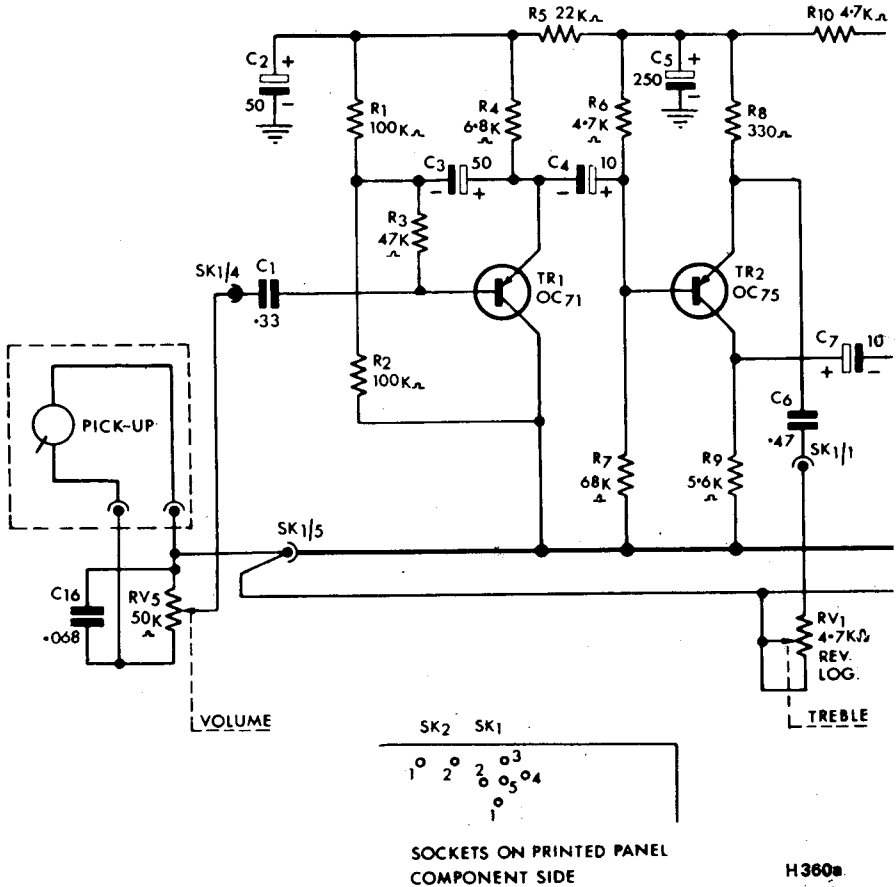 R5 22KΩ
R10 4·7KΩ
C2 +
50 -
R1
100KΩ
R4
6·8K
Ω
R6
4·7K
Ω
C5 +
250 -
R8
330Ω
C3 50
- +
C4 10
- +
R3
47K
Ω
SK1/4
C1
·33
TR1
OC71
TR2
OC75
C7 10
+ -
R2
100KΩ
PICK-UP
C6
·47
SK1/1
R7
68K
Ω
R9
5·6K
Ω
SK1/5
C16
·068
RV5
50K
Ω
RV1
4·7KΩ
REV.
LOG.
VOLUME
TREBLE
SK2 SK1
1 2 2 3
5 4
1
SOCKETS ON PRINTED PANEL
COMPONENT SIDE
H360a